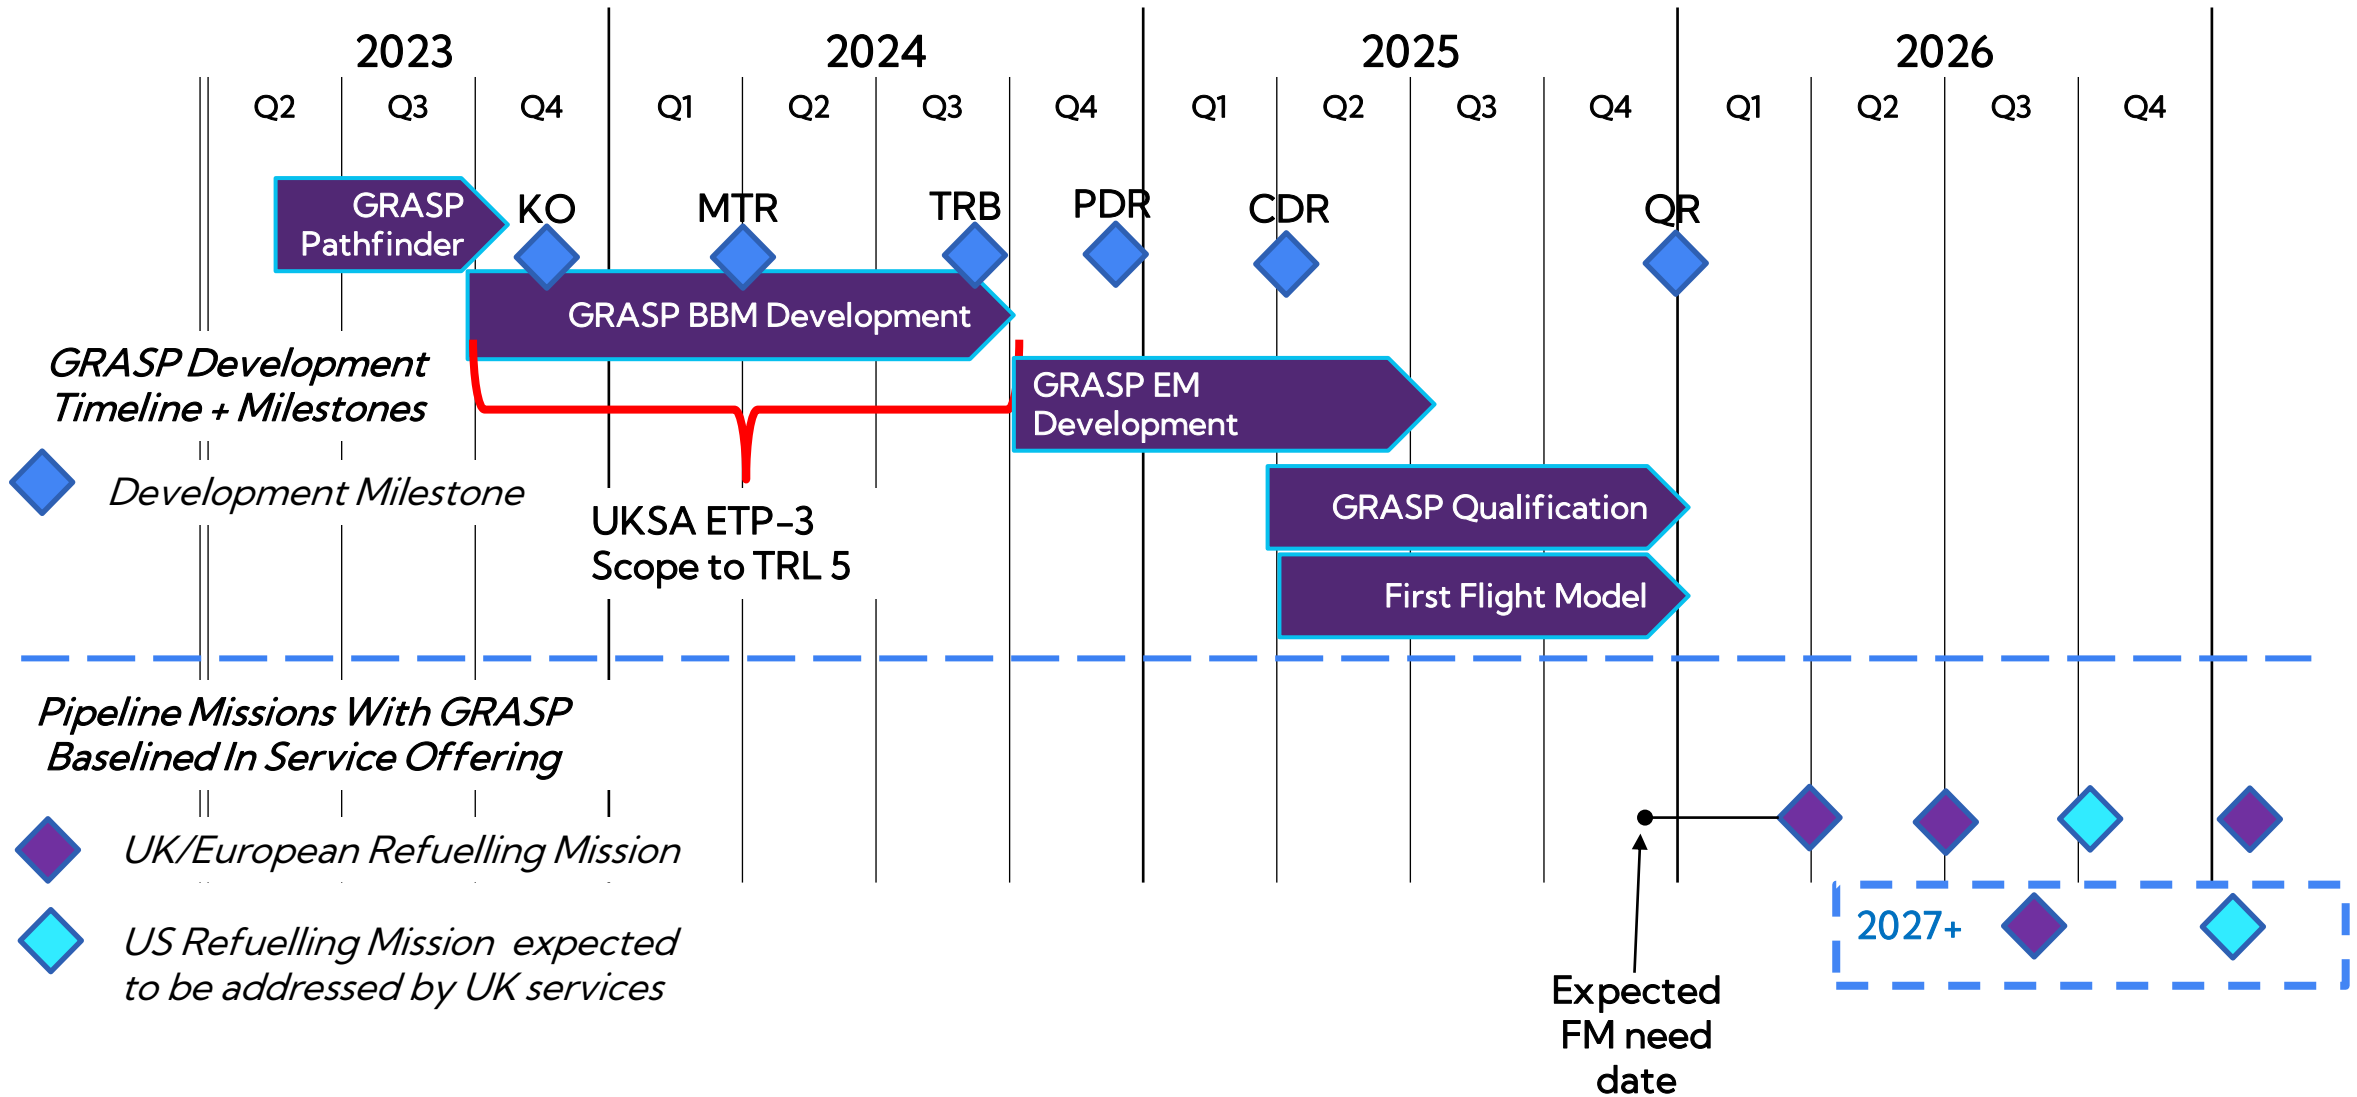 2023
2024
2025
2026
Q2
Q3
Q4
Q1
Q2
Q3
Q4
Q1
Q2
Q3
Q4
Q1
Q2
Q3
Q4
GRASP
Pathfinder
KO
MTR
TRB
PDR
CDR
QR
GRASP BBM Development
GRASP Development
Timeline + Milestones
GRASP EM
Development
Development Milestone
GRASP Qualification
UKSA ETP-3
Scope to TRL 5
First Flight Model
Pipeline Missions With GRASP
Baselined In Service Offering
UK/European Refuelling Mission
US Refuelling Mission expected
to be addressed by UK services
2027+
Expected
FM need
date